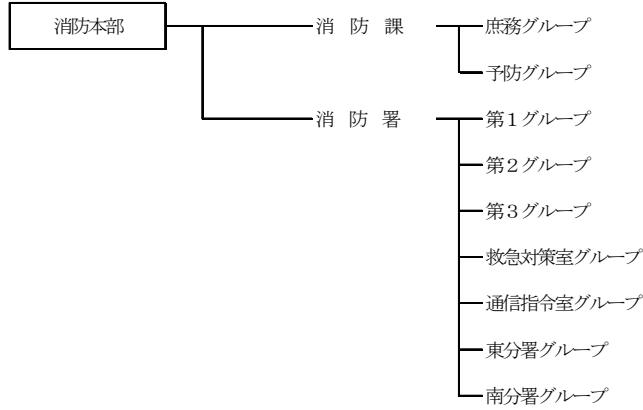 消防本部 消防課 庶務グループ
予防グループ
消防署 第1グループ
第2グループ
第3グループ
救急対策室グループ
通信指令室グループ
東分署グループ
南分署グループ